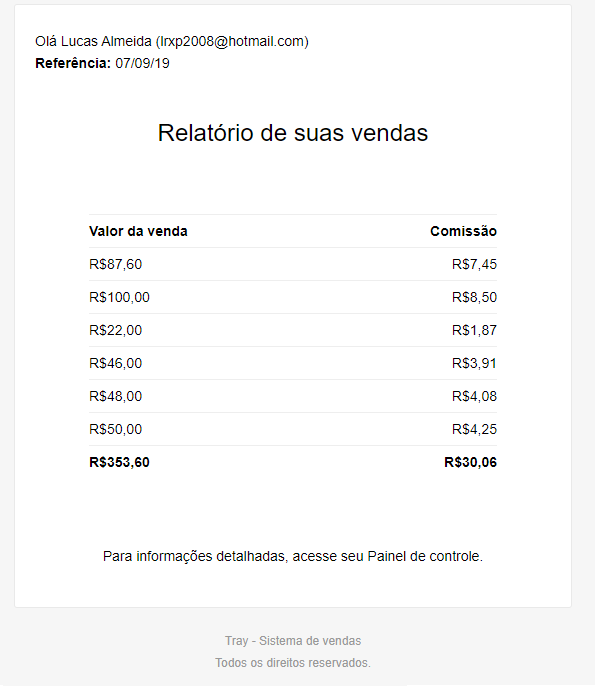 Olá Lucas Almeida (lrxp2008@hotmail.com)
Referência: 07/09/19
Relatório de suas vendas
Valor da venda Comissão
R$87,60 R$7,45
R$100,00 R$8,50
R$22,00 R$1,87
R$46,00 R$3,91
R$48,00 R$4,08
R$50,00 R$4,25
R$353,60 R$30,06
Para informações detalhadas, acesse seu Painel de controle.
Tray - Sistema de vendas
Todos os direitos reservados.